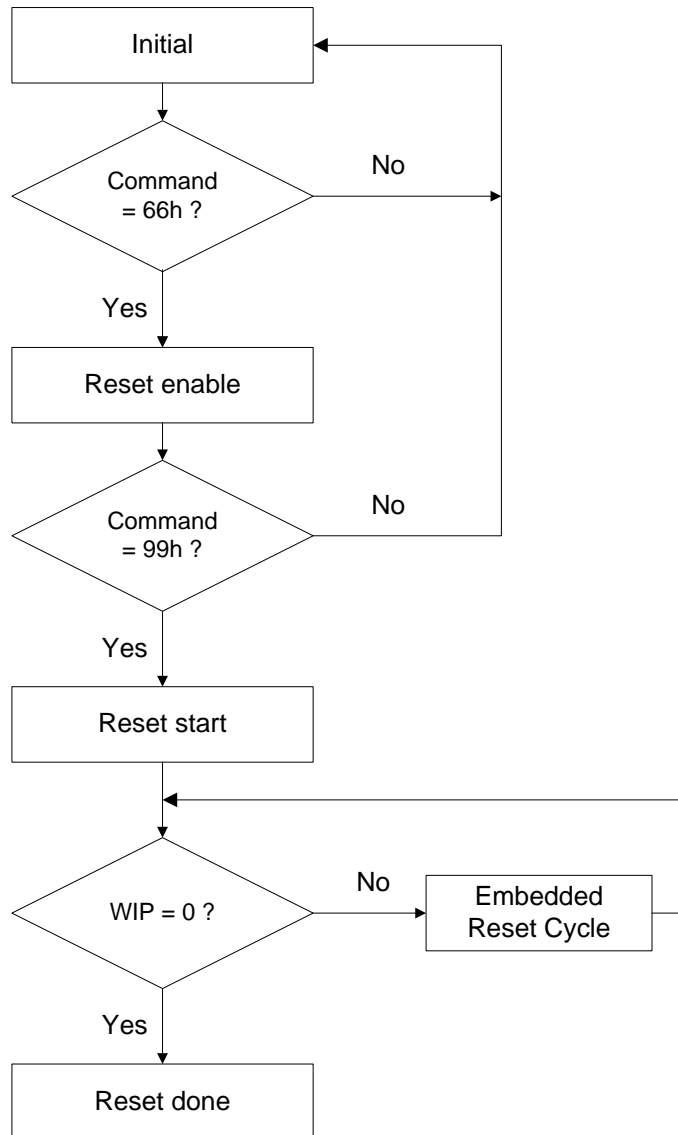 Initial
No
Command
= 66h ?
Yes
Reset enable
No
Command
= 99h ?
Yes
Reset start
No
WIP = 0 ?
Embedded
Reset Cycle
Yes
Reset done